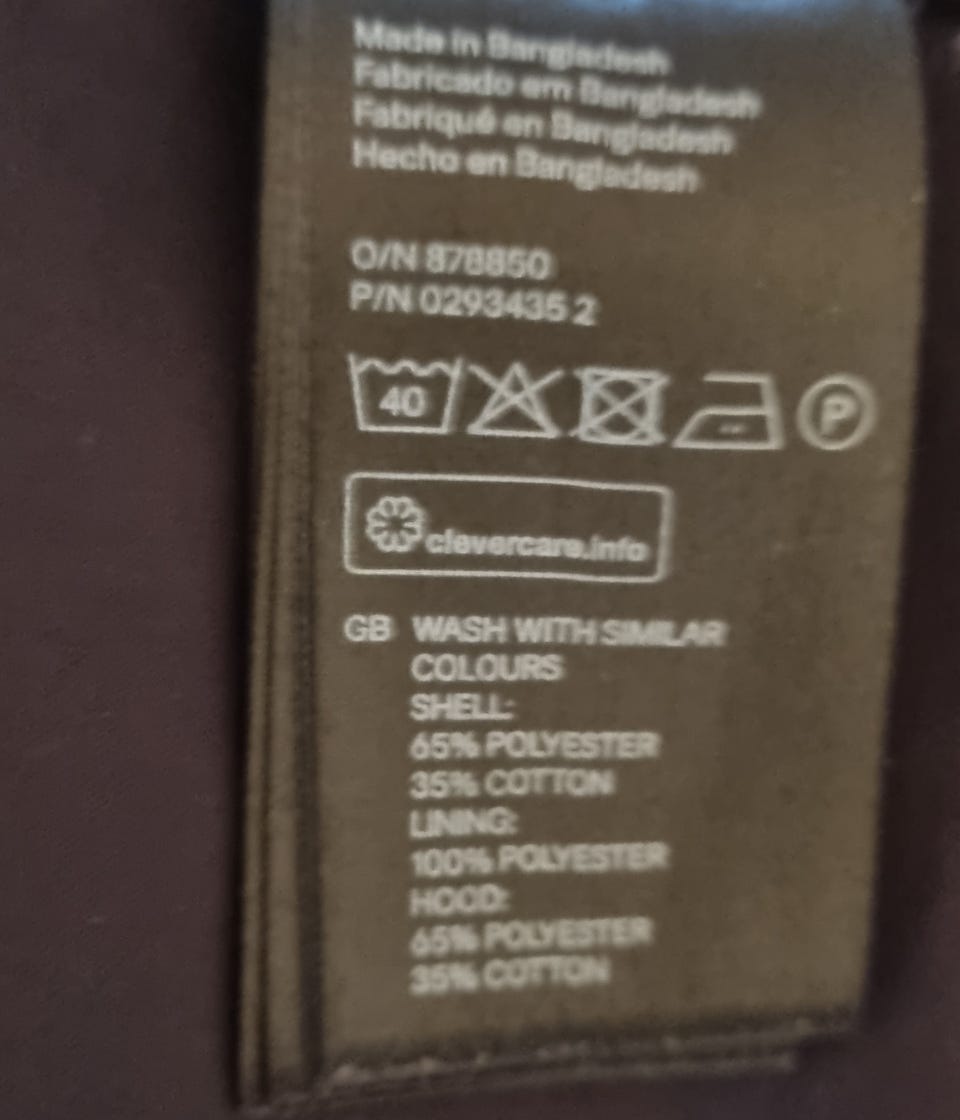 Made in Bangladesh
Fabricado em Bangladesh
Fabriqué en Bangladesh
Hecho en Bangladesh
O/N 878850
P/N 0293435 2
40
P
clevercare.info
GB WASH WITH SIMILAR
COLOURS
SHELL:
65% POLYESTER
35% COTTON
LINING:
100% POLYESTER
HOOD:
65% POLYESTER
35% COTTON